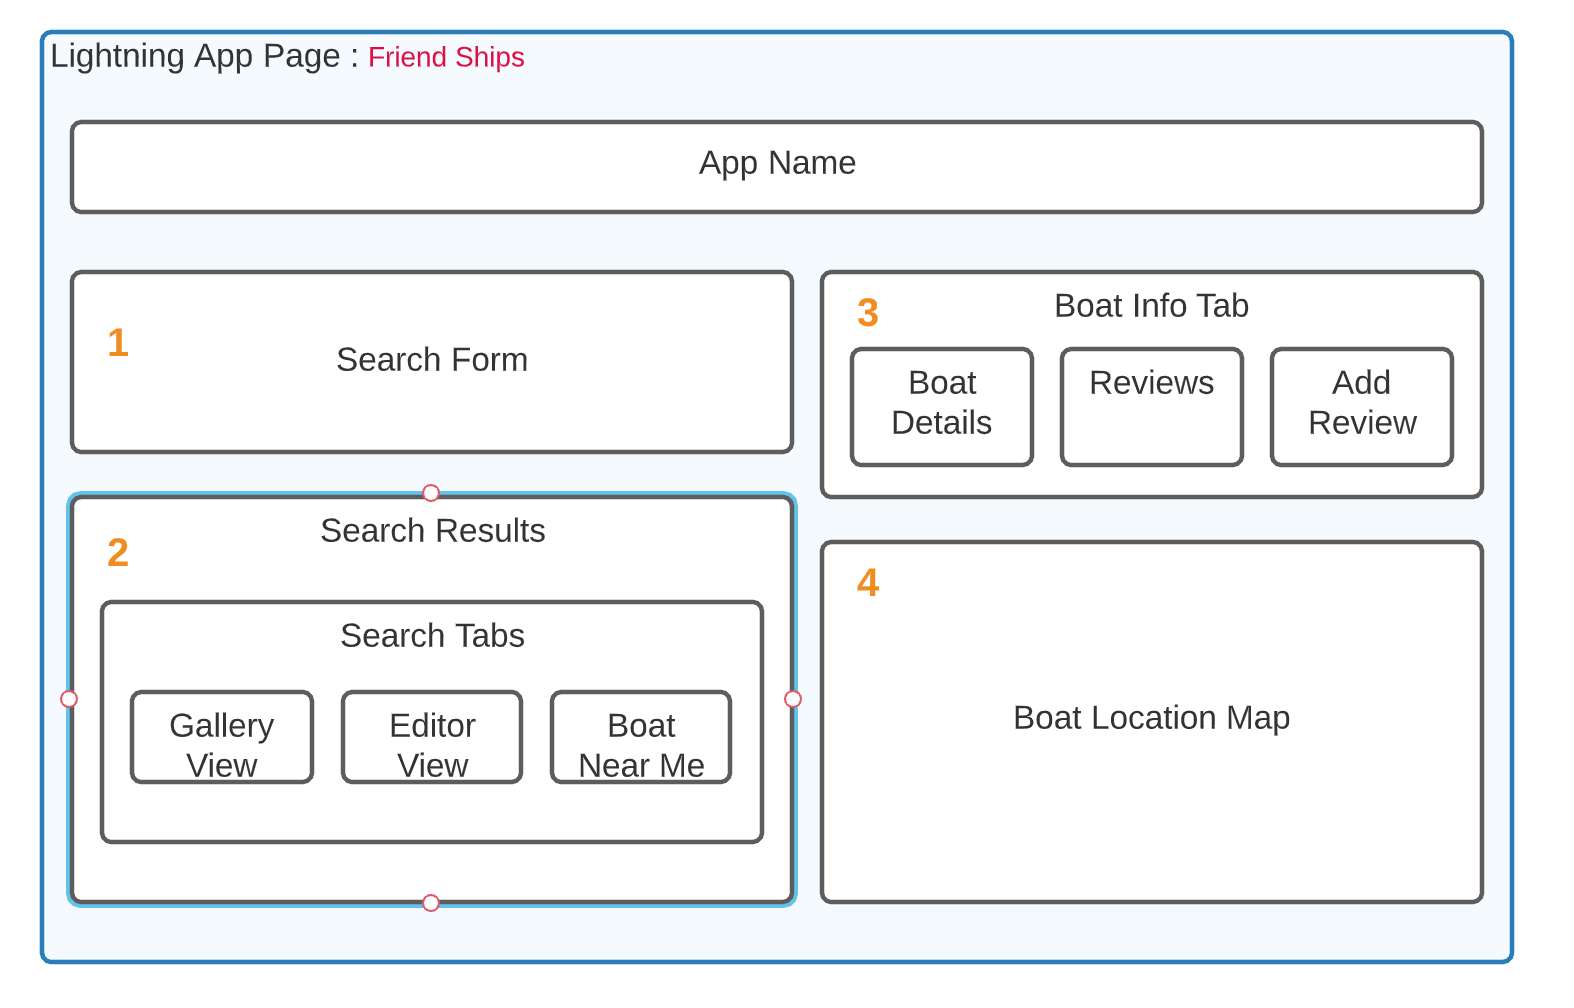 Lightning App Page : Friend Ships
App Name
1
Search Form
2
Search Results
Search Tabs
Gallery
View
Editor
View
Boat
Near Me
3
Boat Info Tab
Boat
Details
Reviews
Add
Review
4
Boat Location Map